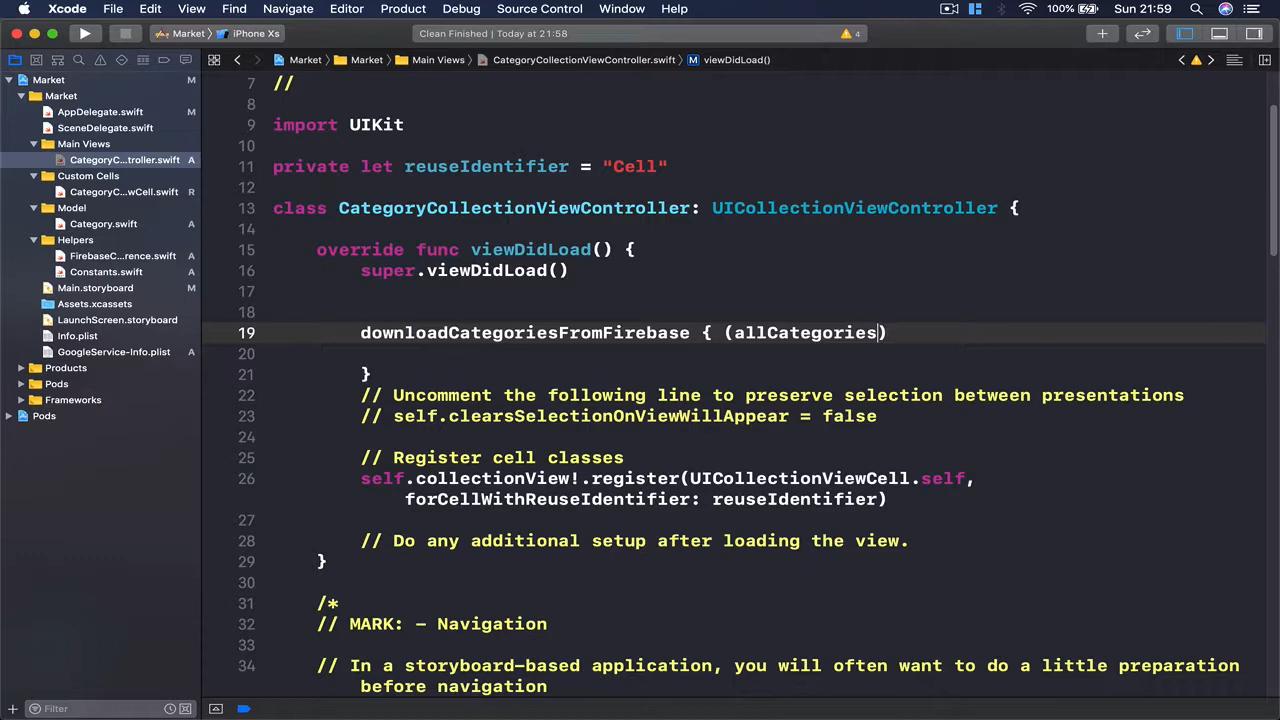 Xcode File Edit View Find Navigate Editor Product Debug Source Control Window Help 100% Sun 21:59
Market iPhone Xs Clean Finished | Today at 21:58 4
Market Market Main Views CategoryCollectionViewController.swift M viewDidLoad()
Market M
Market
AppDelegate.swift M
SceneDelegate.swift
Main Views
CategoryC...troller.swift A
Custom Cells
CategoryC...wCell.swift R
Model
Category.swift A
Helpers
FirebaseC...rence.swift A
Constants.swift A
Main.storyboard M
Assets.xcassets
LaunchScreen.storyboard
Info.plist
GoogleService-Info.plist A
Products
Pods
Frameworks
Pods
Filter
7 //
8
9 import UIKit
10
11 private let reuseIdentifier = "Cell"
12
13 class CategoryCollectionViewController: UICollectionViewController {
14
15 override func viewDidLoad() {
16 super.viewDidLoad()
17
18
19 downloadCategoriesFromFirebase { (allCategories)
20
21 }
22 // Uncomment the following line to preserve selection between presentations
23 // self.clearsSelectionOnViewWillAppear = false
24
25 // Register cell classes
26 self.collectionView!.register(UICollectionViewCell.self,
forCellWithReuseIdentifier: reuseIdentifier)
27
28 // Do any additional setup after loading the view.
29 }
30
31 /*
32 // MARK: - Navigation
33
34 // In a storyboard-based application, you will often want to do a little preparation
before navigation